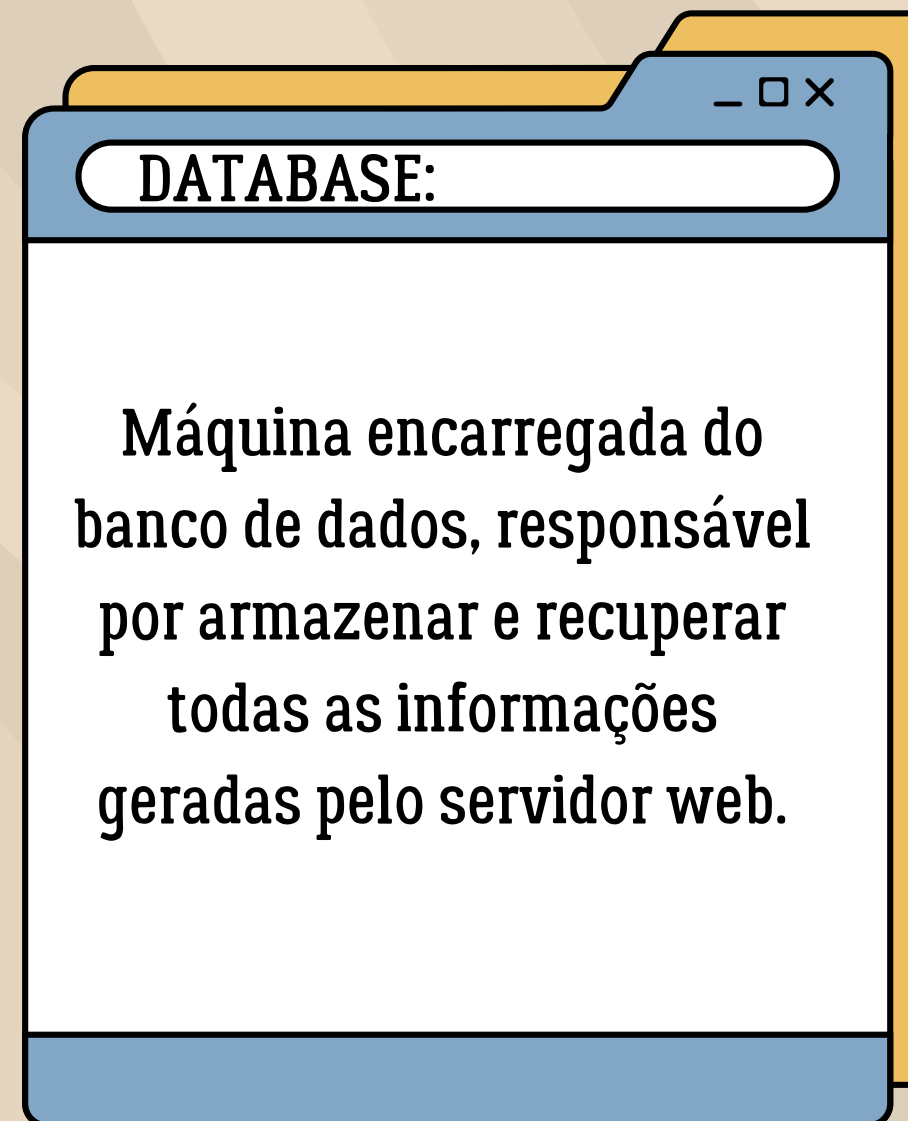 DATABASE:
Máquina encarregada do
banco de dados, responsável
por armazenar e recuperar
todas as informações
geradas pelo servidor web.